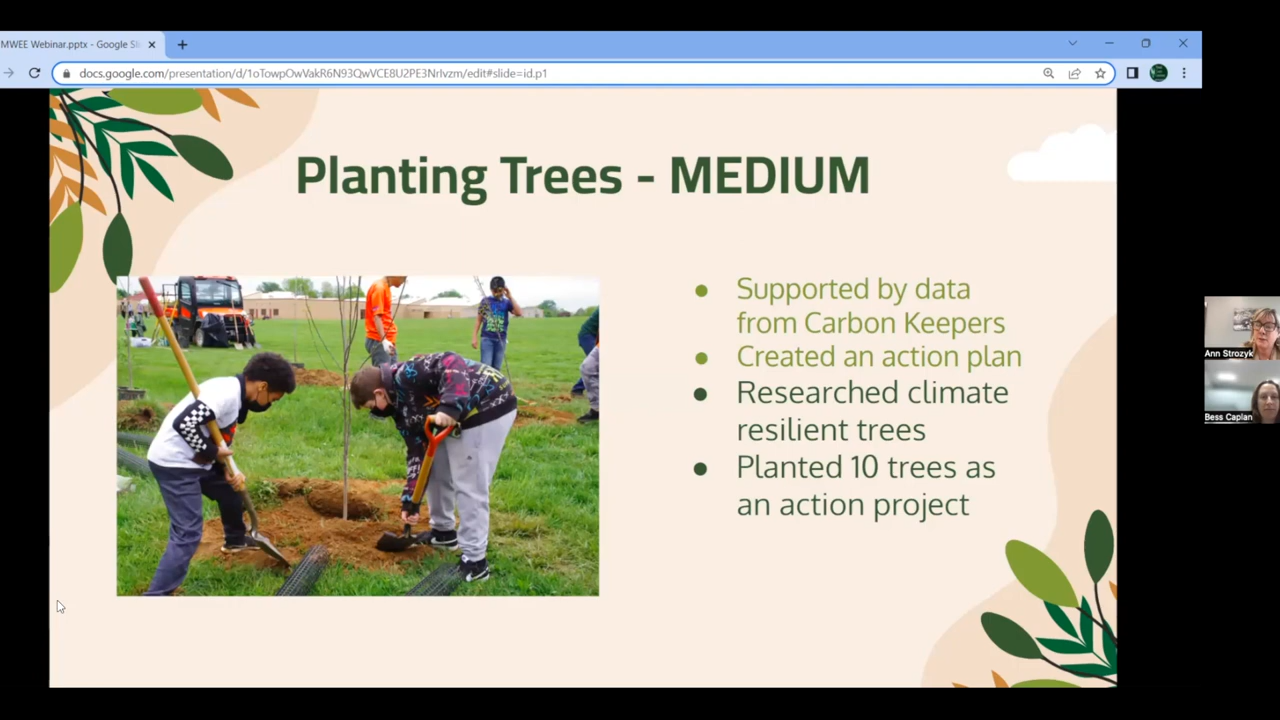 MWEE Webinar.pptx - Google Sl
docs.google.com/presentation/d/1oTowpOwVakR6N93QwVCE8U2PE3NrIvzm/edit#slide=id.p1
Planting Trees - MEDIUM
Supported by data
from Carbon Keepers
Created an action plan
Researched climate
resilient trees
Planted 10 trees as
an action project
Ann Strozyk
Bess Caplan